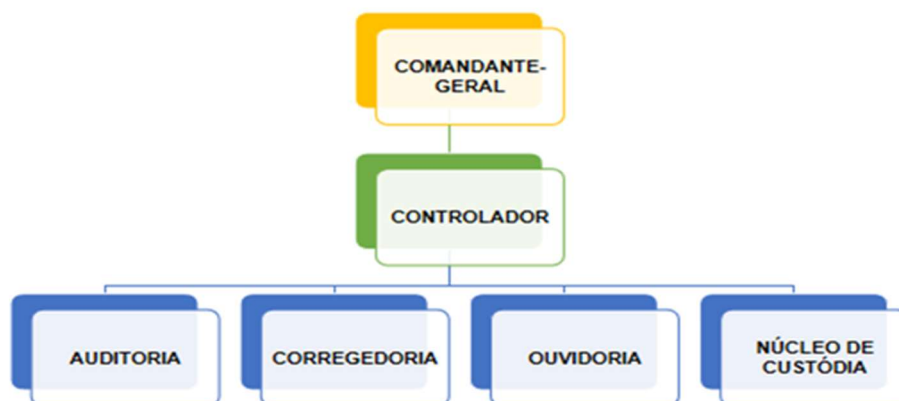 COMANDANTE-
GERAL
CONTROLADOR
AUDITORIA
CORREGEDORIA
OUVIDORIA
NÚCLEO DE
CUSTÓDIA